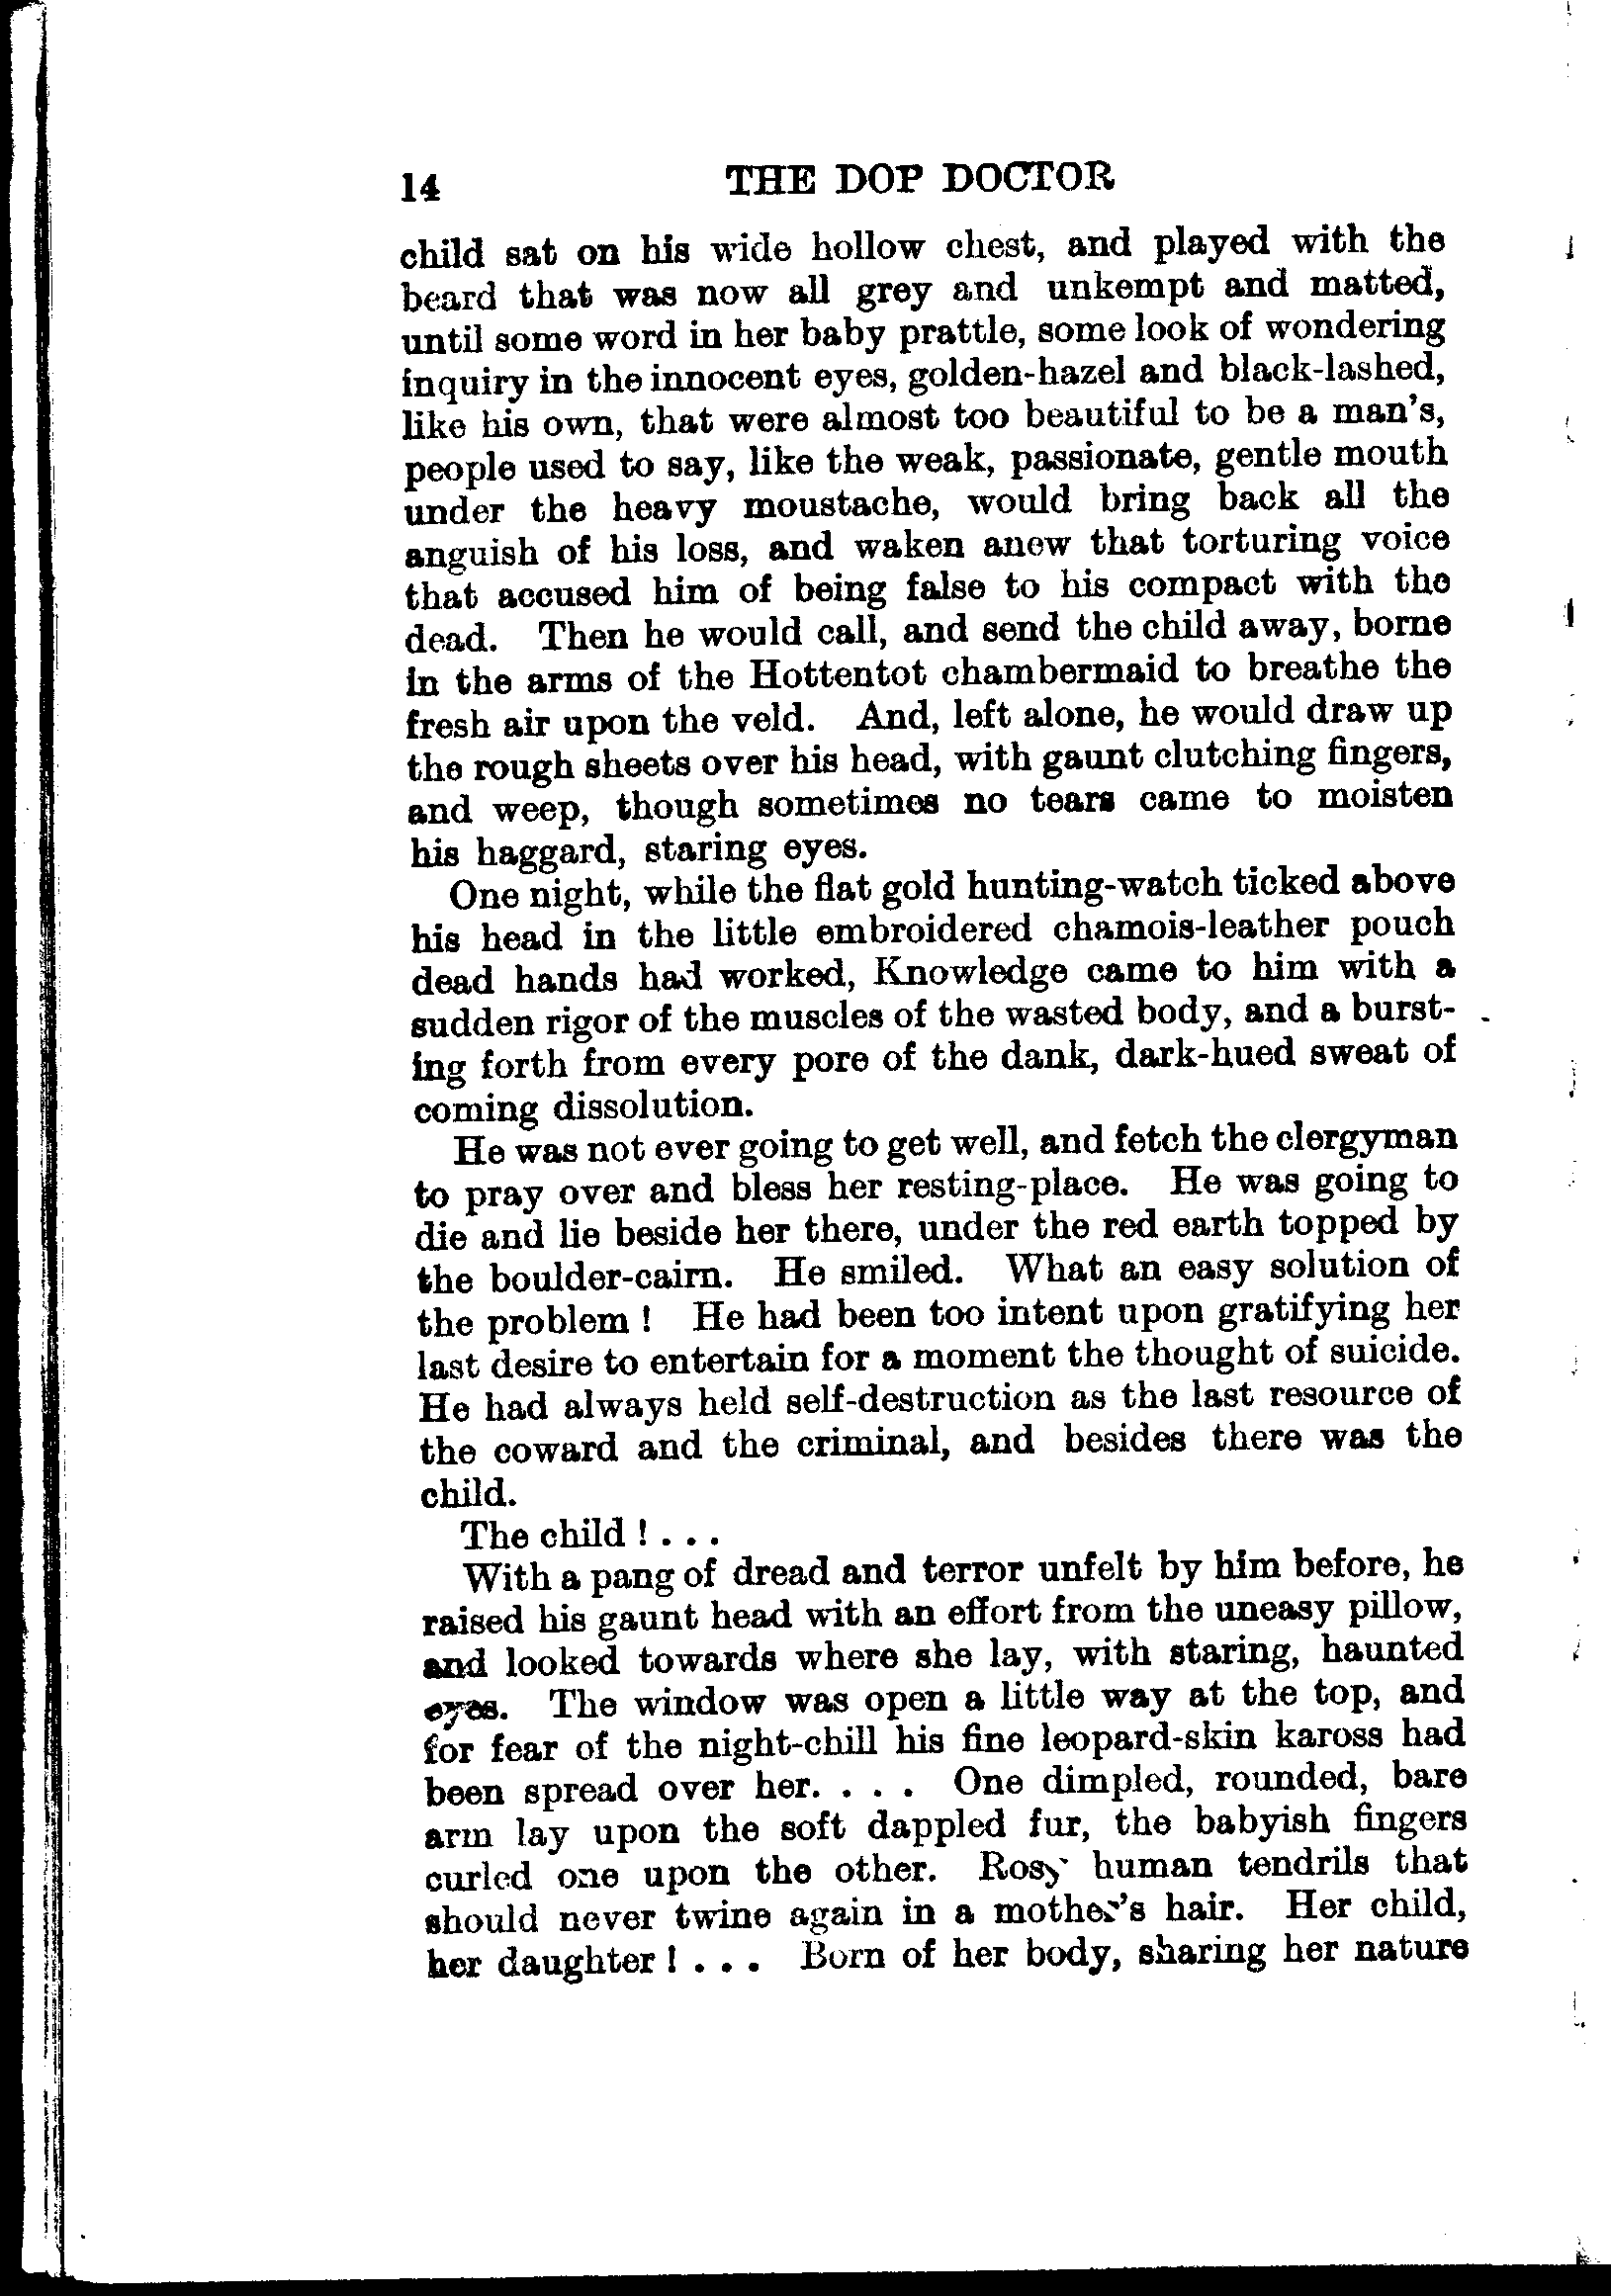 14 THE DOP DOCTOR
child sat on his wide hollow chest, and played with the
beard that was now all grey and unkempt and matted,
until some word in her baby prattle, some look of wondering
inquiry in the innocent eyes, golden-hazel and black-lashed,
like his own, that were almost too beautiful to be a man's,
people used to say, like the weak, passionate, gentle mouth
under the heavy moustache, would bring back all the
anguish of his loss, and waken anew that torturing voice
that accused him of being false to his compact with the
dead. Then he would call, and send the child away, borne
in the arms of the Hottentot chambermaid to breathe the
fresh air upon the veld. And, left alone, he would draw up
the rough sheets over his head, with gaunt clutching fingers,
and weep, though sometimes no tears came to moisten
his haggard, staring eyes.
One night, while the flat gold hunting-watch ticked above
his head in the little embroidered chamois-leather pouch
dead hands had worked, Knowledge came to him with a
sudden rigor of the muscles of the wasted body, and a burst-
ing forth from every pore of the dank, dark-hued sweat of
coming dissolution.
He was not ever going to get well, and fetch the clergyman
to pray over and bless her resting-place. He was going to
die and lie beside her there, under the red earth topped by
the boulder-cairn. He smiled. What an easy solution of
the problem ! He had been too intent upon gratifying her
last desire to entertain for a moment the thought of suicide.
He had always held self-destruction as the last resource of
the coward and the criminal, and besides there was the
child.
The child ! . . .
With a pang of dread and terror unfelt by him before, he
raised his gaunt head with an effort from the uneasy pillow,
and looked towards where she lay, with staring, haunted
eyes. The window was open a little way at the top, and
for fear of the night-chill his fine leopard-skin kaross had
been spread over her. . . . One dimpled, rounded, bare
arm lay upon the soft dappled fur, the babyish fingers
curled one upon the other. Rosy human tendrils that
should never twine again in a mother's hair. Her child,
her daughter ! . . . Born of her body, sharing her nature